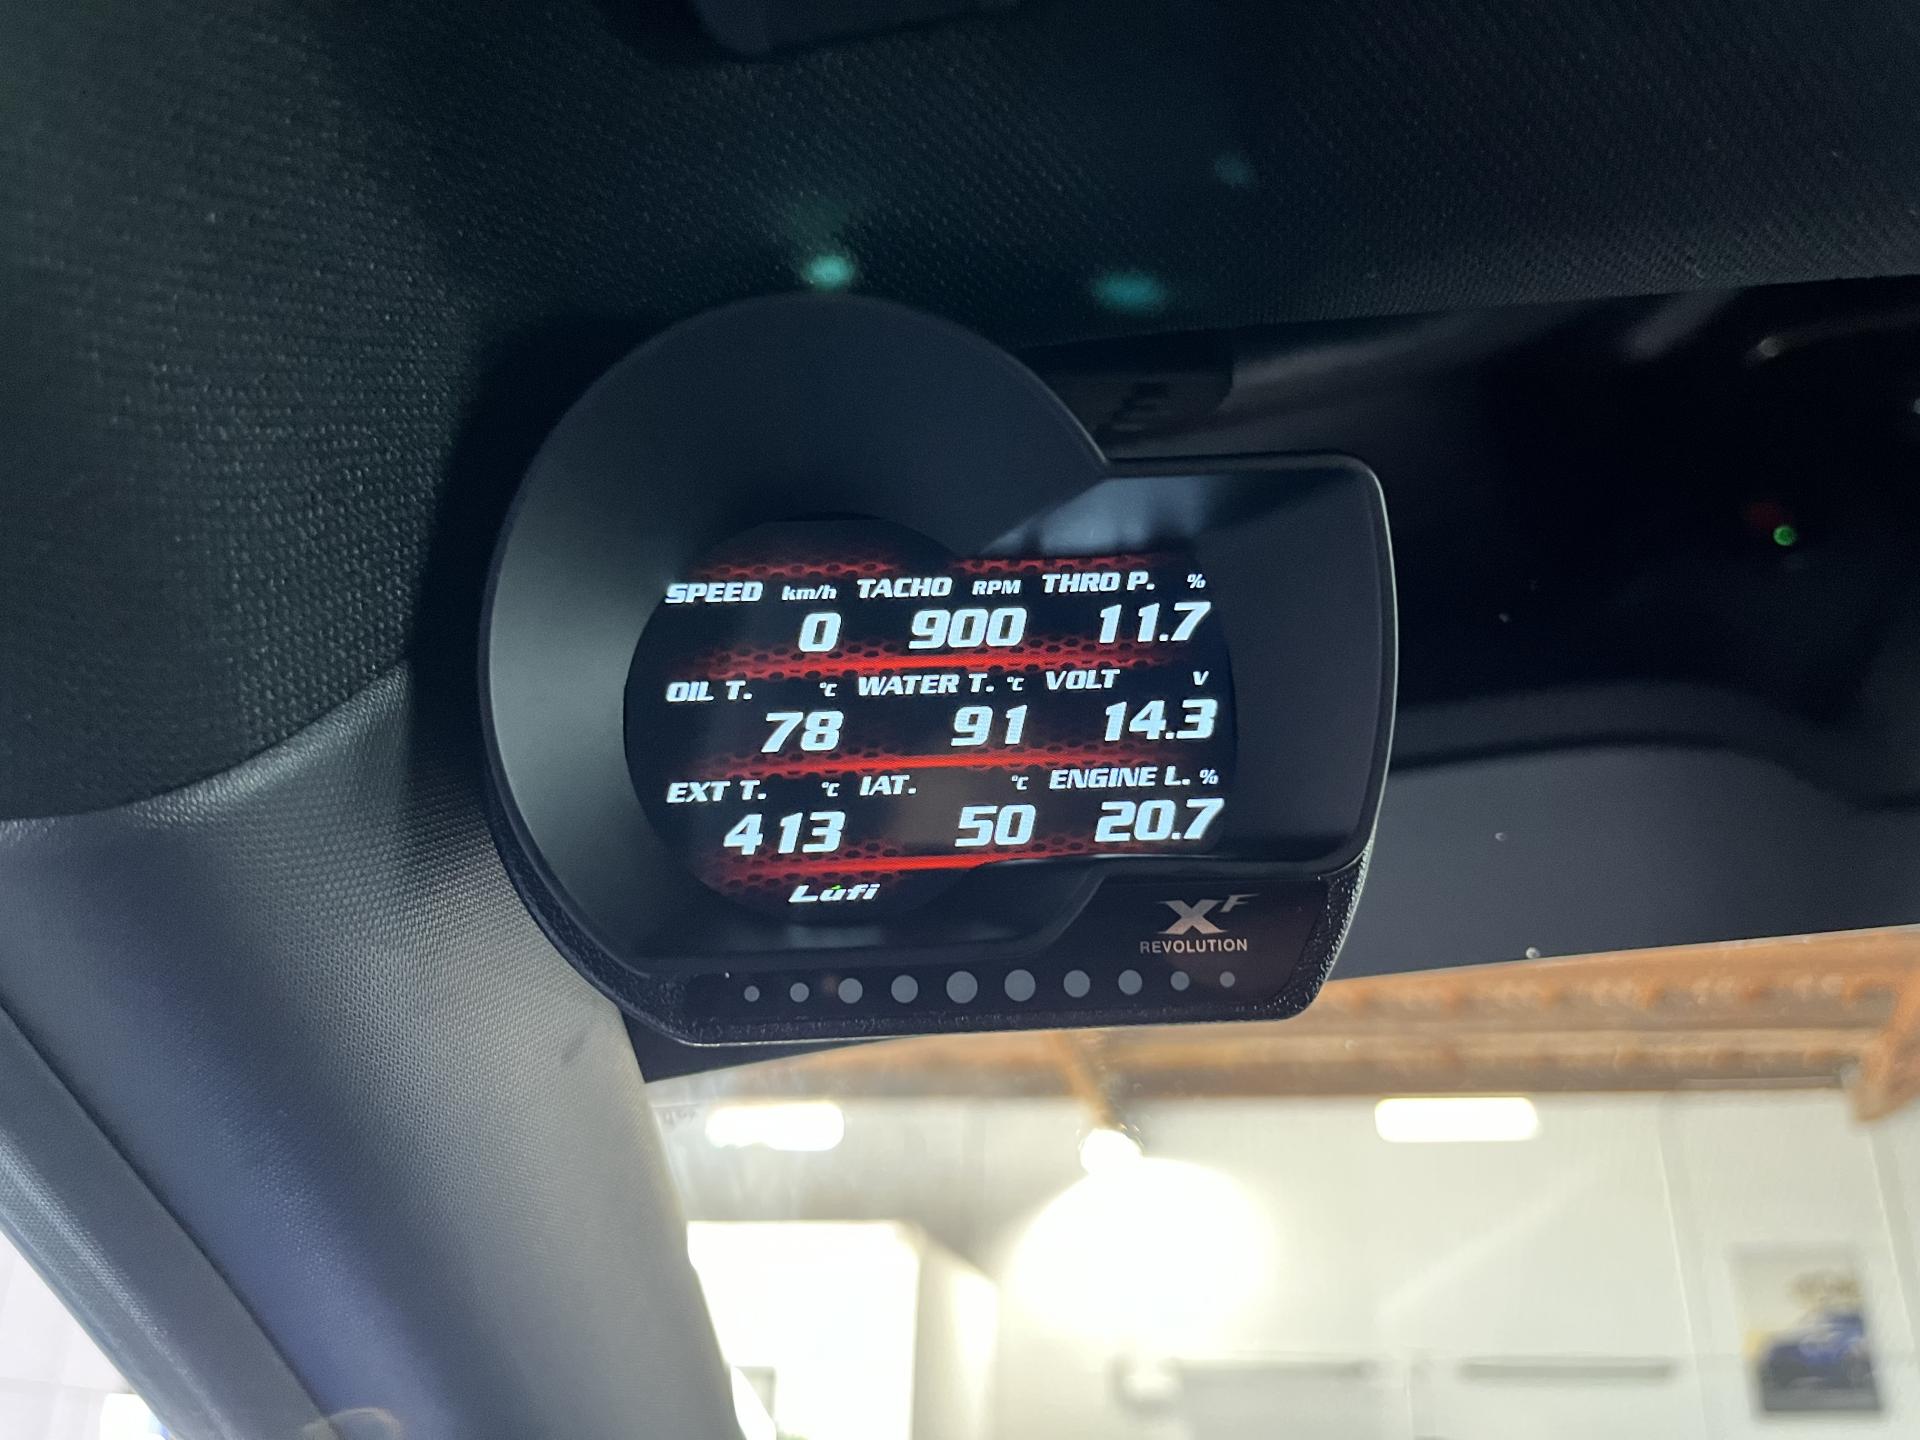 SPEED km/h TACHO RPM THRO P. %
0 900 11.7
OIL T. °C WATER T. °C VOLT V
78 91 14.3
EXT T. °C IAT. °C ENGINE L. %
413 50 20.7
Lufi
XF
REVOLUTION